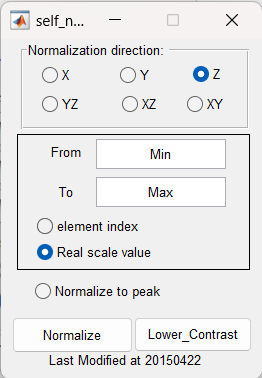 self_n...
Normalization direction:
X Y Z
YZ XZ XY
From Min
To Max
element index
Real scale value
Normalize to peak
Normalize Lower_Contrast
Last Modified at 20150422